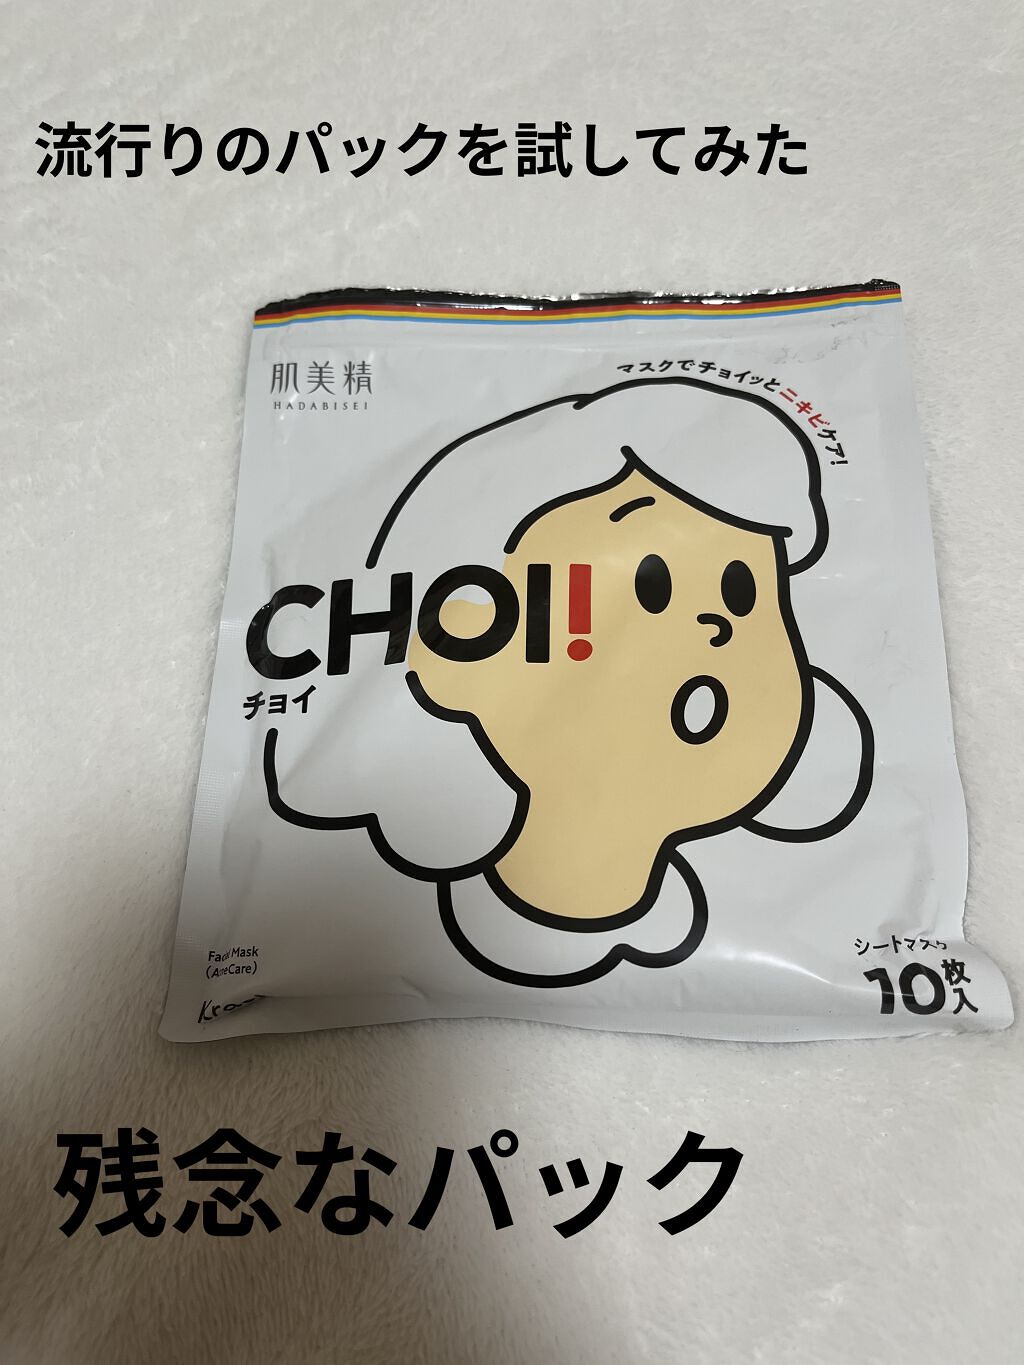 流行りのパックを試してみた
肌美精
HADABISEI
マスクでチョイッとニキビケア!
CHOI!
チョイ
Facial Mask
(AcneCare)
シートマスク
10枚入
残念なパック